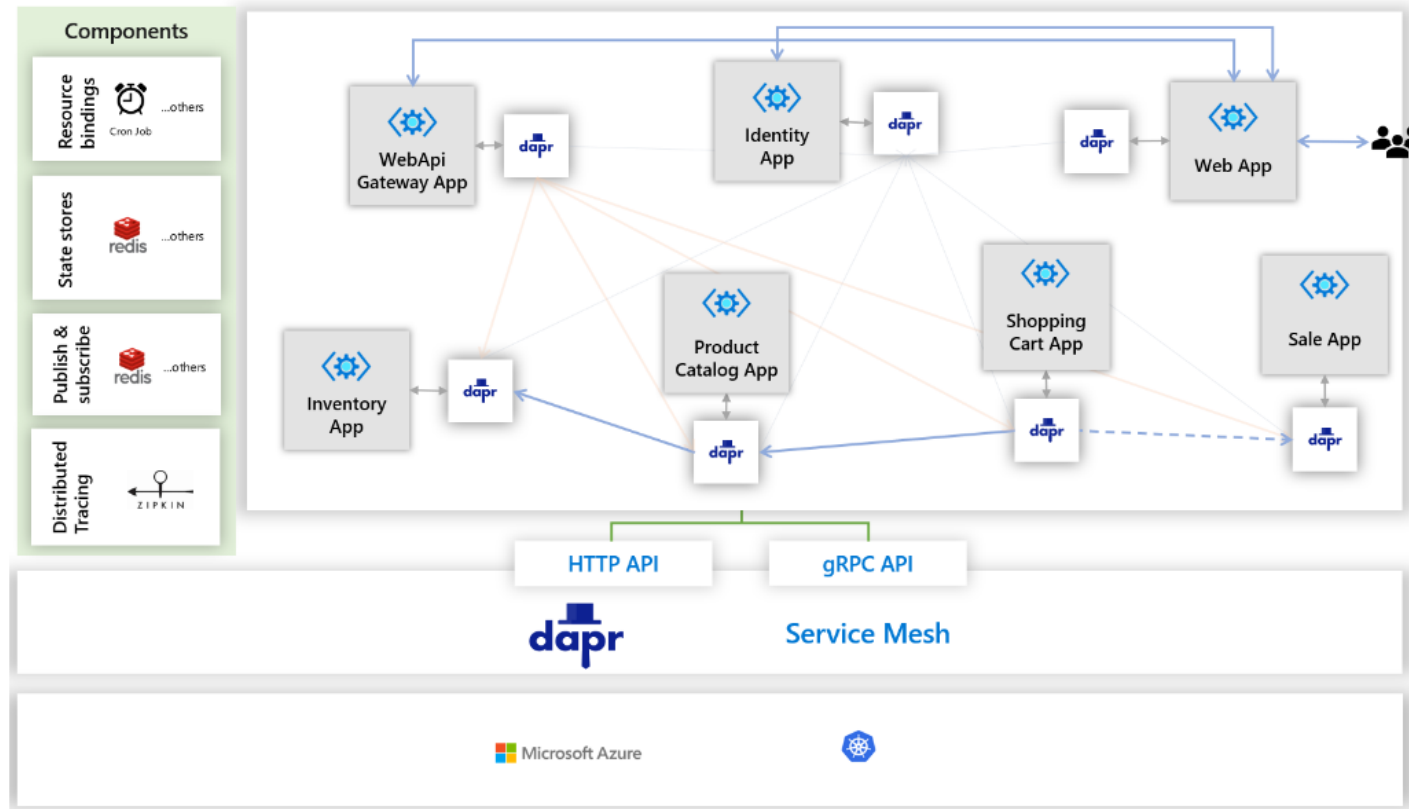 Components
Resource
bindings
Cron Job
...others
State stores
redis
...others
Publish &
subscribe
redis
...others
Distributed
Tracing
ZIPKIN
WebApi
Gateway App
dapr
Identity
App
dapr
dapr
Web App
Inventory
App
dapr
Product
Catalog App
dapr
Shopping
Cart App
dapr
Sale App
dapr
HTTP API
gRPC API
dapr
Service Mesh
Microsoft Azure